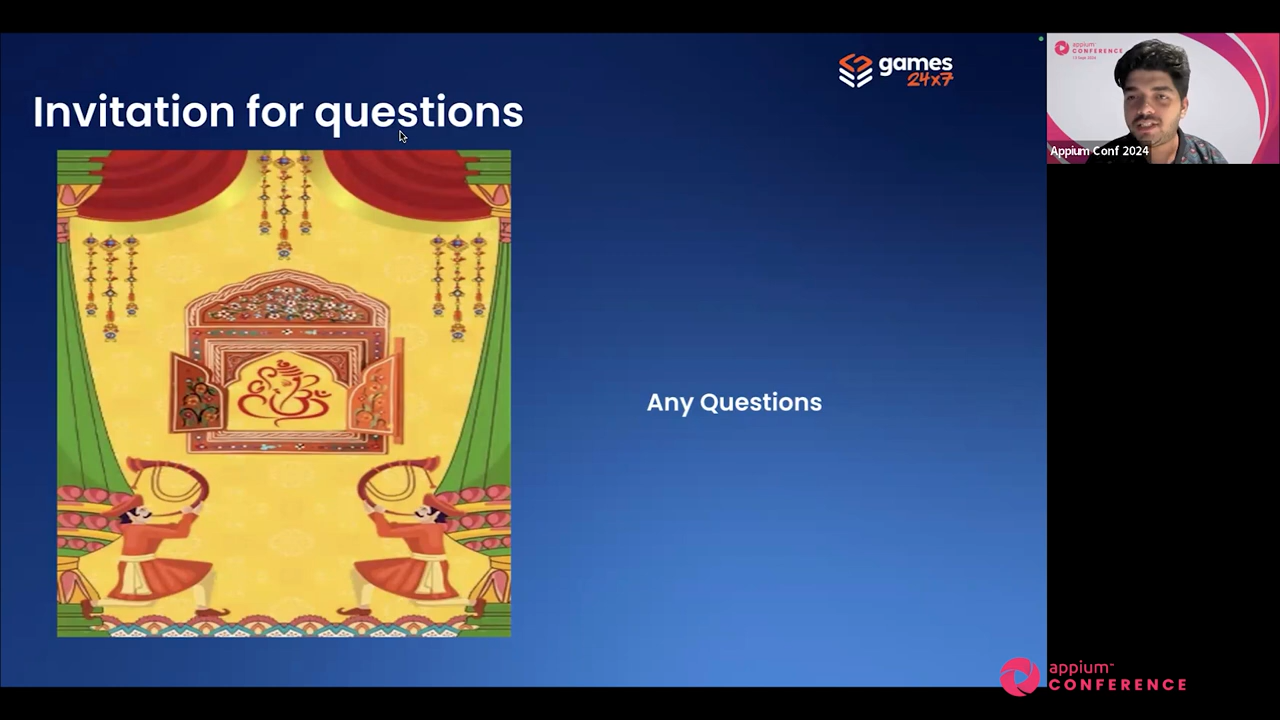 games
24x7
Invitation for questions
Any Questions
appium
CONFERENCE
Appium Conf 2024
appium
CONFERENCE